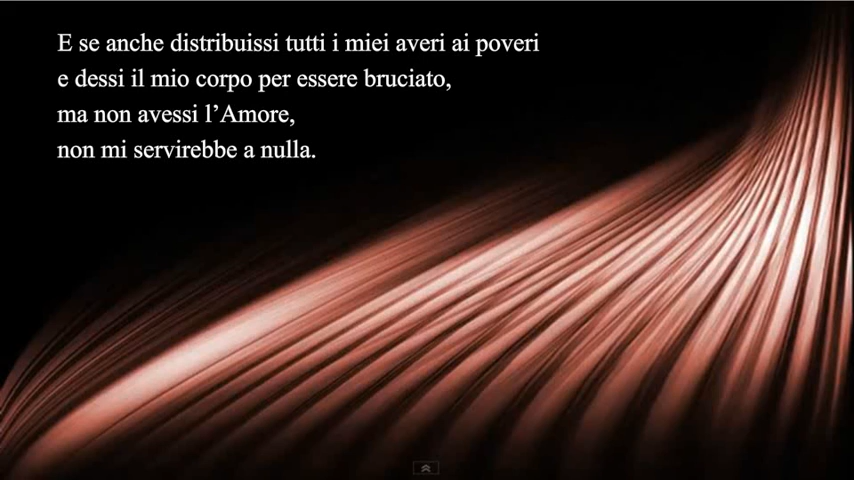 E se anche distribuissi tutti i miei averi ai poveri
e dessi il mio corpo per essere bruciato,
ma non avessi l’Amore,
non mi servirebbe a nulla.